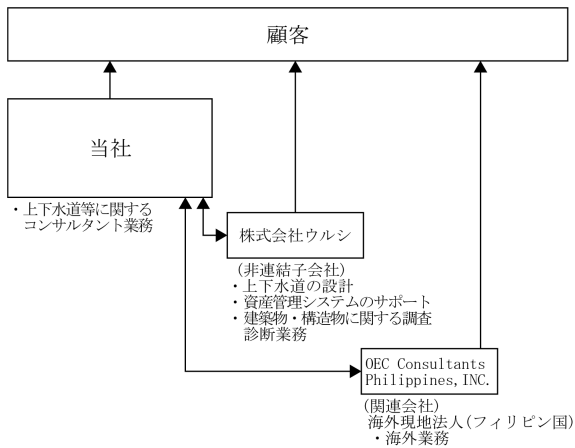 顧客
当社
・上下水道等に関する
コンサルタント業務
株式会社ウルシ
(非連結子会社)
・上下水道の設計
・資産管理システムのサポート
・建築物・構造物に関する調査
診断業務
OEC Consultants
Philippines,INC.
(関連会社)
海外現地法人(フィリピン国)
・海外業務